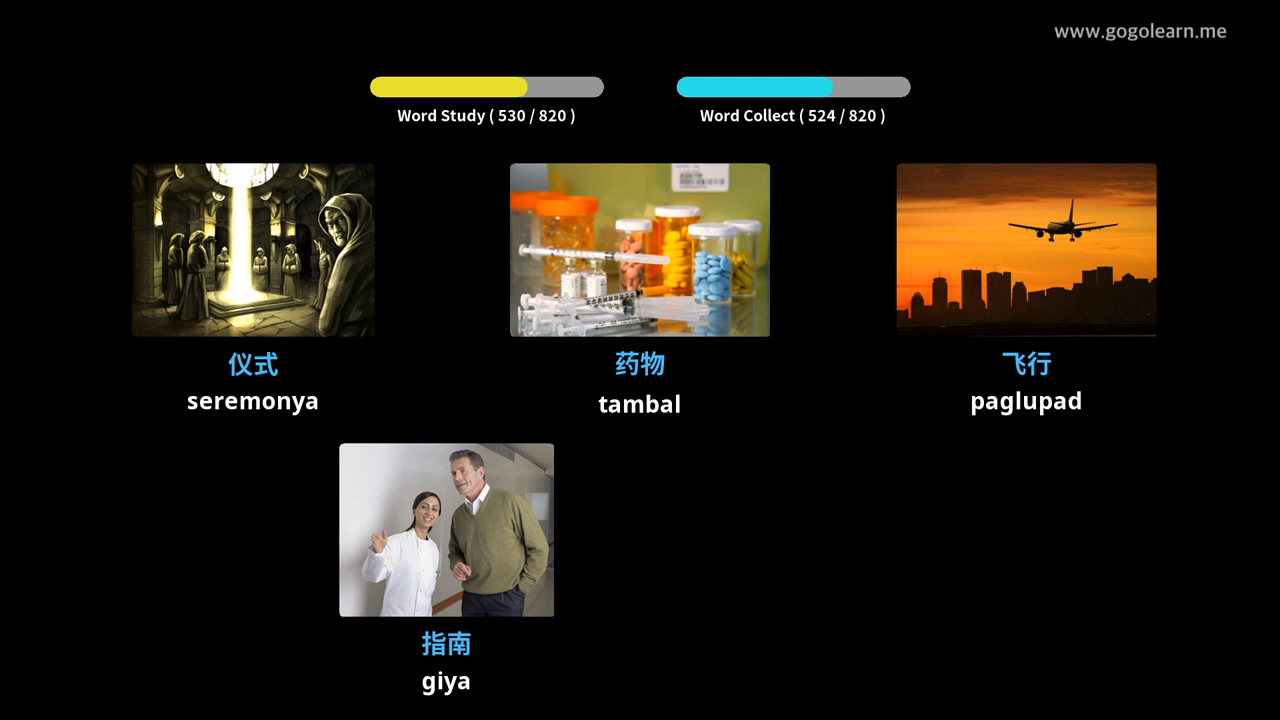 www.gogolearn.me
Word Study ( 530 / 820 )
Word Collect ( 524 / 820 )
仪式
seremonya
药物
tambal
飞行
paglupad
指南
giya